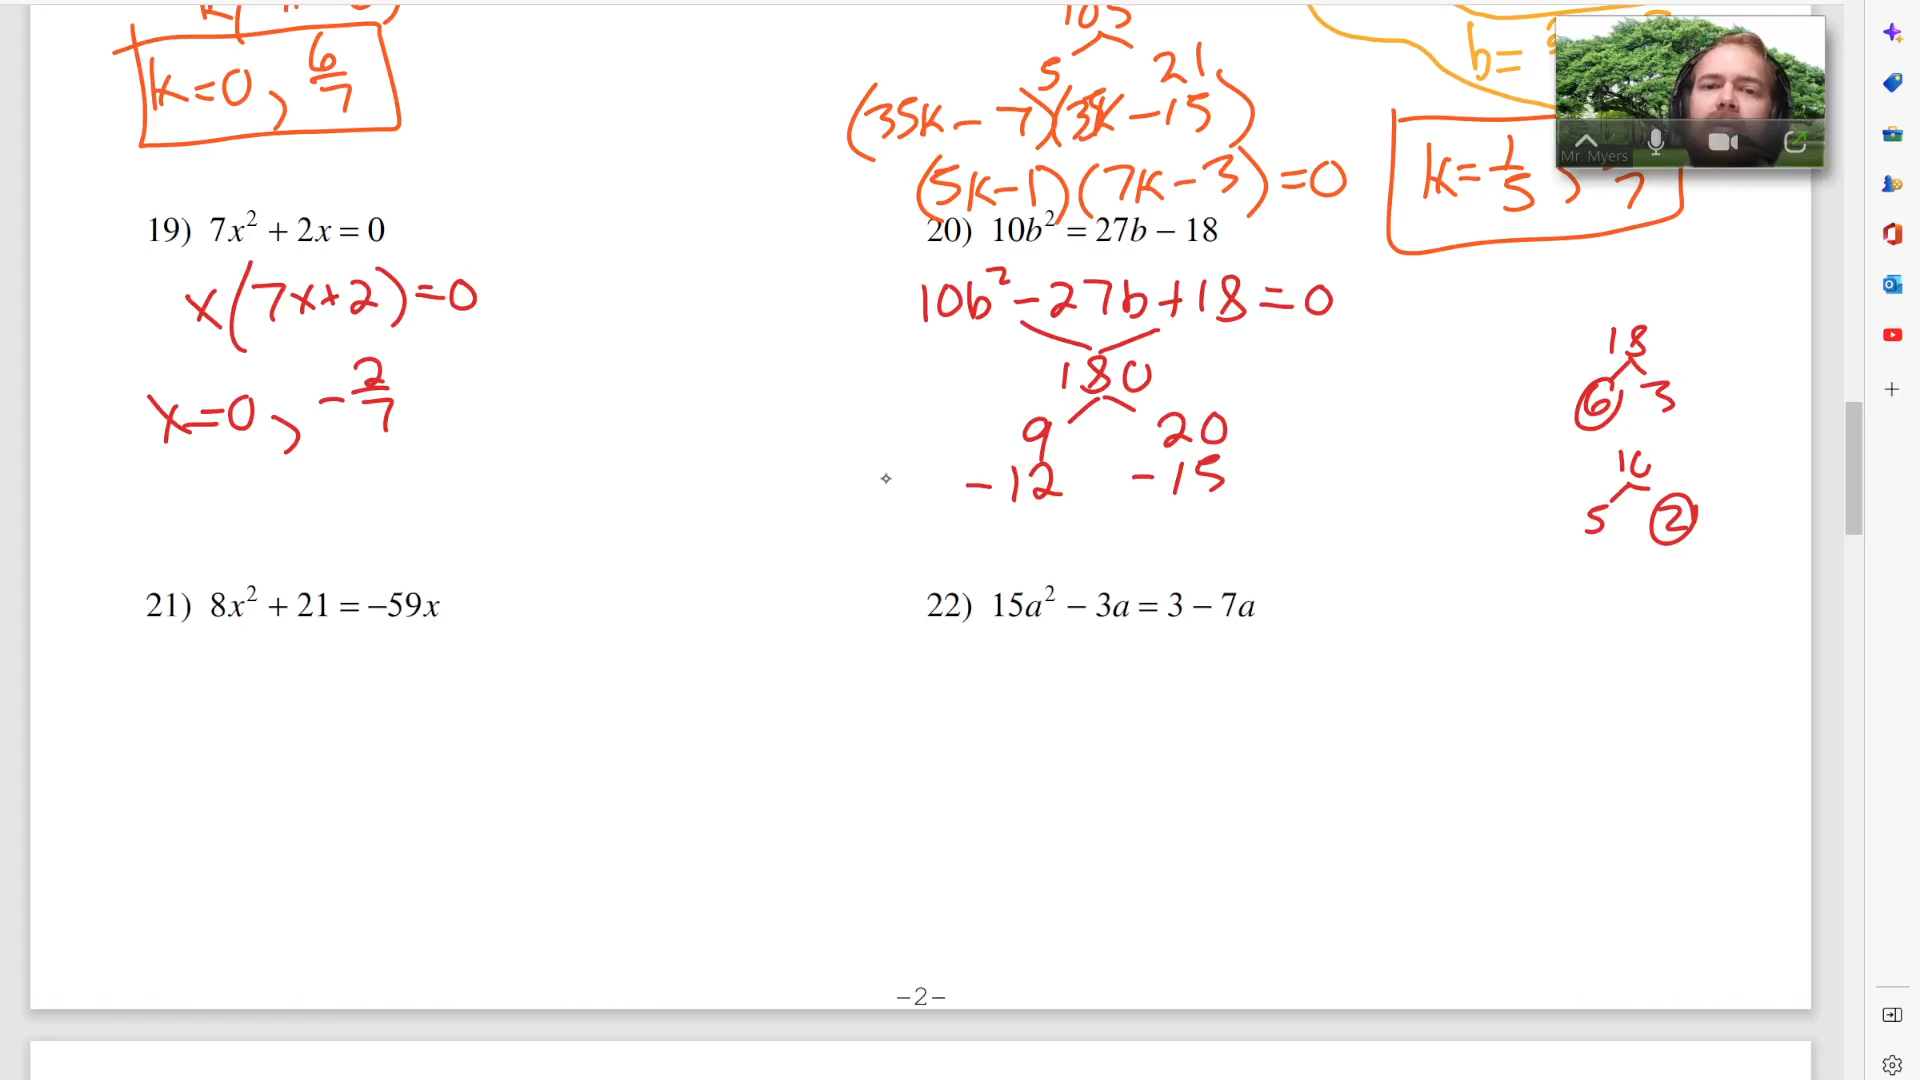 105
5 21
(35k - 7)(35k - 15)
(5k-1)(7k-3)=0
k=0, 6/7
b=
k=1/5, 7
Mr. Myers
19) 7x² + 2x = 0
x(7x+2)=0
x=0, -2/7
20) 10b² = 27b − 18
10b² - 27b + 18 = 0
180
9 20
-12 -15
18
6 3
10
5 2
21) 8x² + 21 = −59x
22) 15a² − 3a = 3 − 7a
-2-